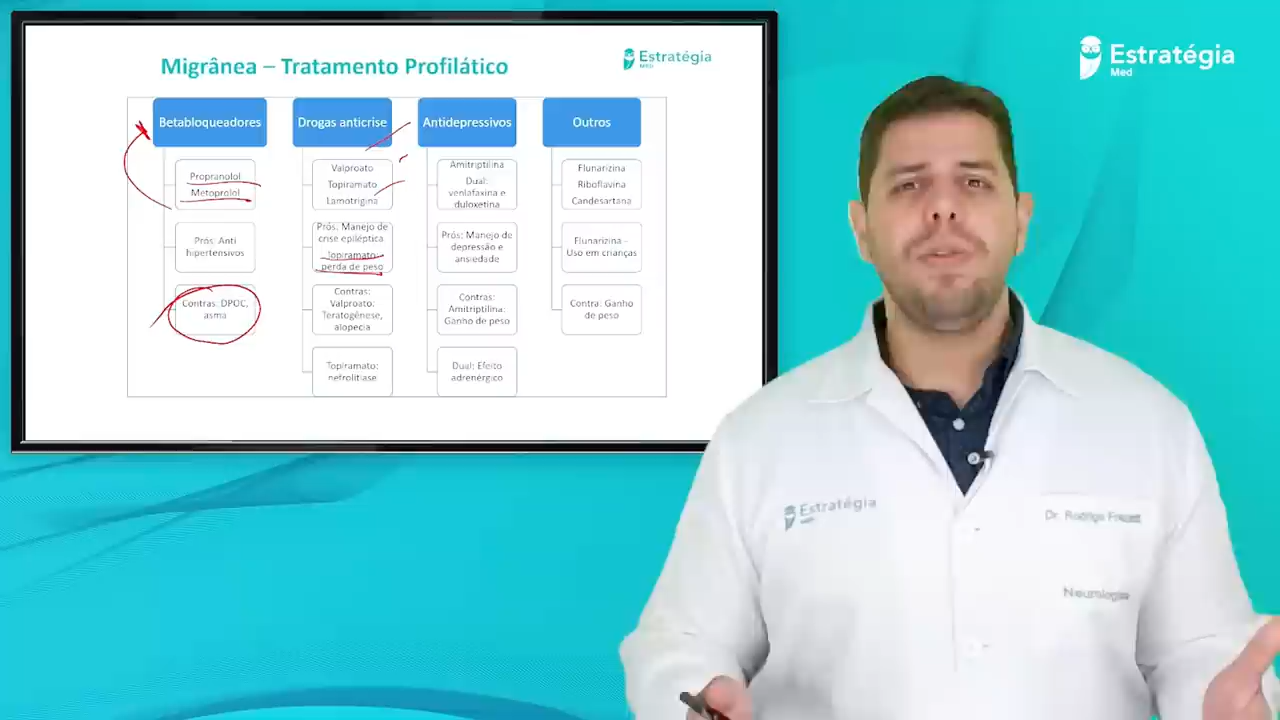 Migrânea – Tratamento Profilático
Estratégia
MED
Betabloqueadores
Propranolol
Metoprolol
Prós: Anti
hipertensivos
Contras: DPOC,
asma
Drogas anticrise
Valproato
Topiramato
Lamotrigina
Prós: Manejo de
crise epiléptica
Topiramato:
perda de peso
Contras:
Valproato:
Teratogênese,
alopecia
Topiramato:
nefrolitíase
Antidepressivos
Amitriptilina
Dual:
venlafaxina e
duloxetina
Prós: Manejo de
depressão e
ansiedade
Contras:
Amitriptilina:
Ganho de peso
Dual: Efeito
adrenérgico
Outros
Flunarizina
Riboflavina
Candesartana
Flunarizina -
Uso em crianças
Contra: Ganho
de peso
Estratégia
Med
Estratégia
Dr. Rodrigo
Neurologia